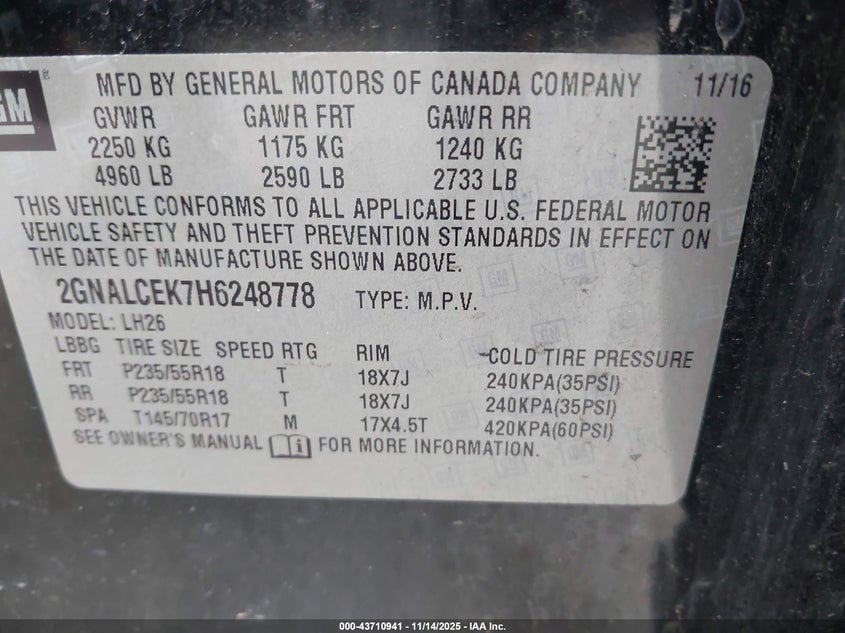 GM
MFD BY GENERAL MOTORS OF CANADA COMPANY 11/16
GVWR GAWR FRT GAWR RR
2250 KG 1175 KG 1240 KG
4960 LB 2590 LB 2733 LB
THIS VEHICLE CONFORMS TO ALL APPLICABLE U.S. FEDERAL MOTOR
VEHICLE SAFETY AND THEFT PREVENTION STANDARDS IN EFFECT ON
THE DATE OF MANUFACTURE SHOWN ABOVE.
2GNALCEK7H6248778 TYPE: M.P.V.
MODEL: LH26
LBBG TIRE SIZE SPEED RTG RIM COLD TIRE PRESSURE
FRT P235/55R18 T 18X7J 240KPA(35PSI)
RR P235/55R18 T 18X7J 240KPA(35PSI)
SPA T145/70R17 M 17X4.5T 420KPA(60PSI)
SEE OWNER'S MANUAL FOR MORE INFORMATION.
000-43710941 - 11/14/2025 - IAA Inc.